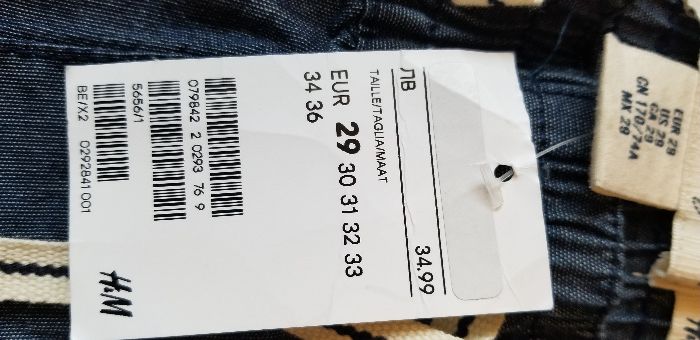 ЛВ 34.99
TAILLE/TAGLIA/MAAT
EUR 29 30 31 32 33
34 36
079842 2 0293 76 9
5656/1
BE/X2 0292841 001
H&M
EUR 29
US 29
CA 29
CN 170/74A
MX 29